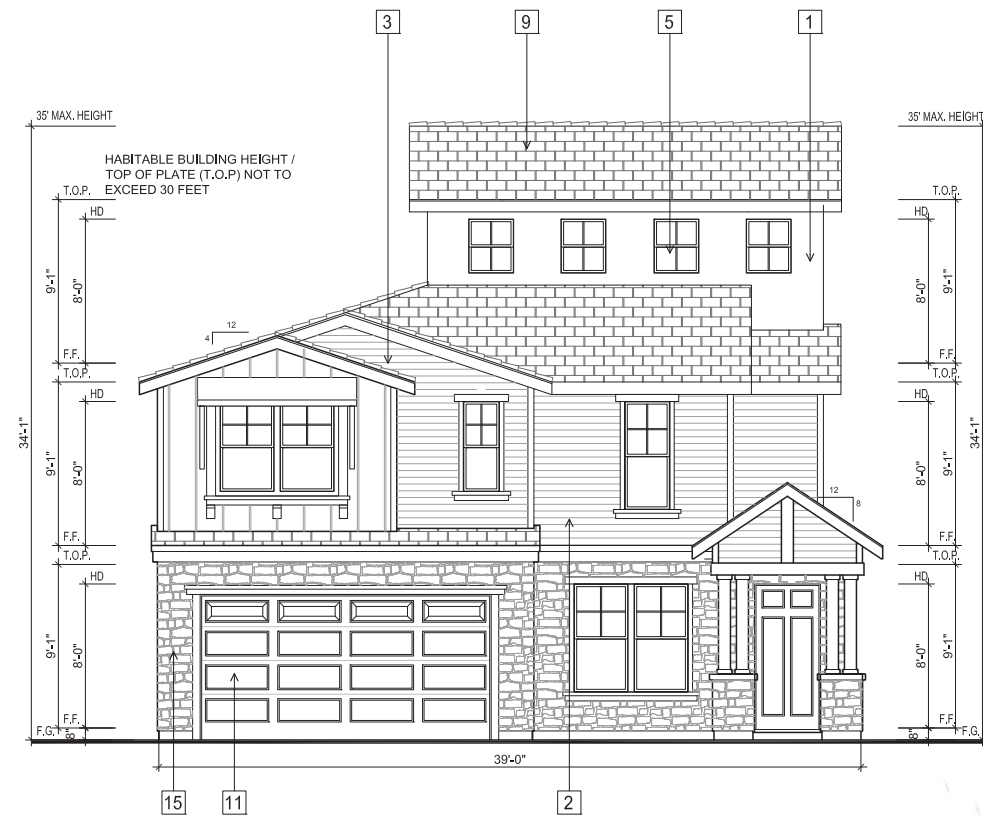 3 9 5 1
35' MAX. HEIGHT
35' MAX. HEIGHT
HABITABLE BUILDING HEIGHT /
TOP OF PLATE (T.O.P) NOT TO
EXCEED 30 FEET
T.O.P.
HD
9'-1"
8'-0"
F.F.
T.O.P.
HD
34'-1"
9'-1"
8'-0"
F.F.
T.O.P.
HD
9'-1"
8'-0"
F.F.
F.G.
8"
12
4
12
8
T.O.P.
HD
8'-0"
9'-1"
F.F.
T.O.P.
HD
34'-1"
8'-0"
9'-1"
F.F.
T.O.P.
HD
8'-0"
9'-1"
F.F.
F.G.
8"
39'-0"
15 11 2